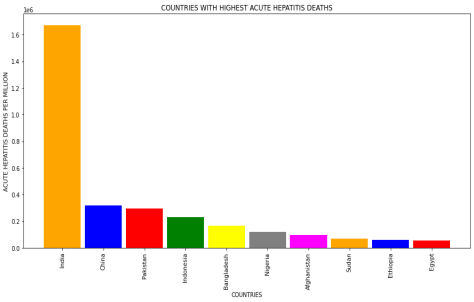 COUNTRIES WITH HIGHEST ACUTE HEPATITIS DEATHS
1e6
1.6
1.4
1.2
1.0
0.8
0.6
0.4
0.2
0.0
ACUTE HEPATITIS DEATHS PER MILLION
India
China
Pakistan
Indonesia
Bangladesh
Nigeria
Afghanistan
Sudan
Ethiopia
Egypt
COUNTRIES